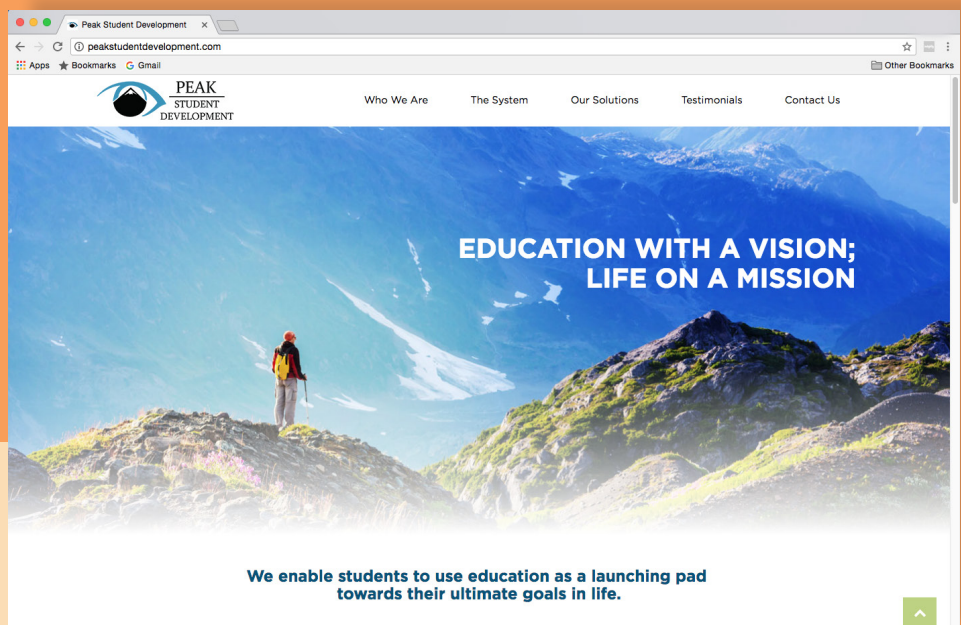 Peak Student Development
peakstudentdevelopment.com
Apps Bookmarks Gmail Other Bookmarks
PEAK
STUDENT
DEVELOPMENT
Who We Are The System Our Solutions Testimonials Contact Us
EDUCATION WITH A VISION;
LIFE ON A MISSION
We enable students to use education as a launching pad
towards their ultimate goals in life.